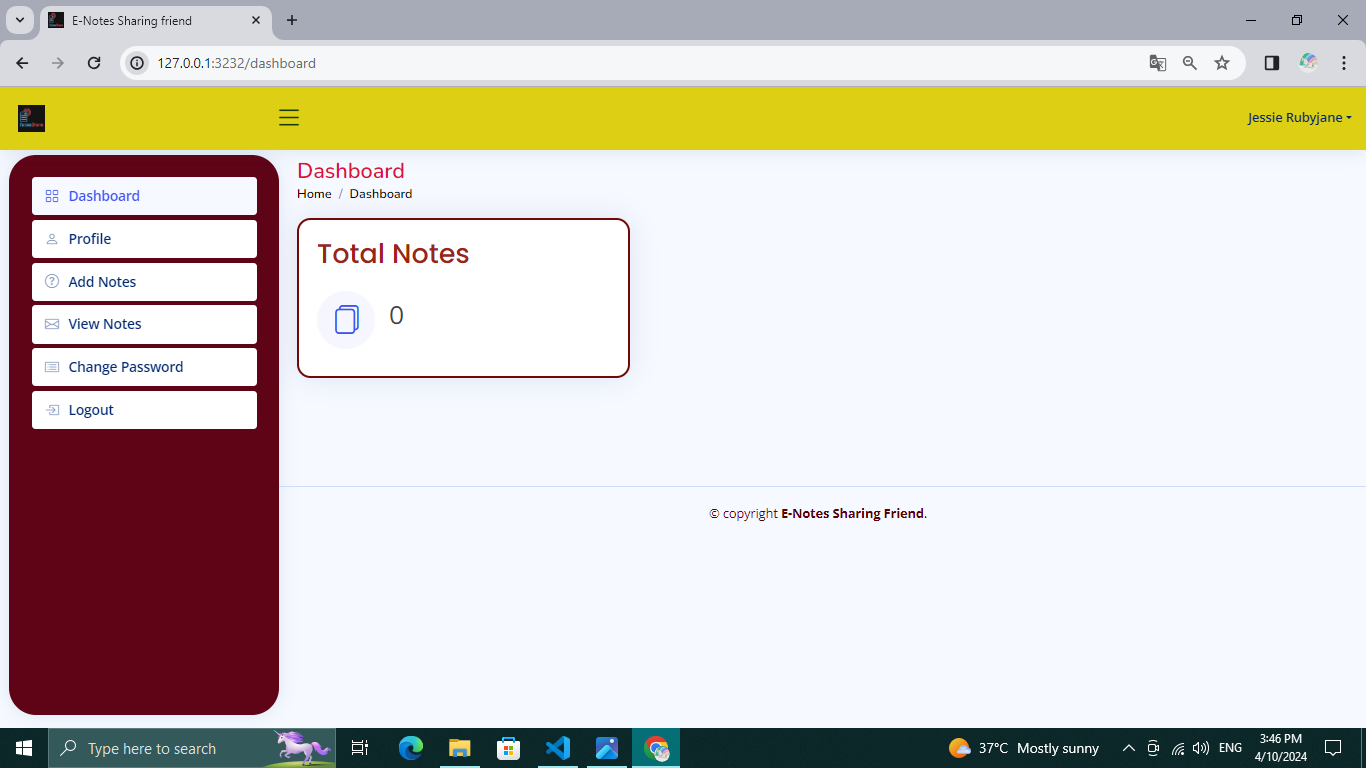 E-Notes Sharing friend
127.0.0.1:3232/dashboard
Jessie Rubyjane
Dashboard
Profile
Add Notes
View Notes
Change Password
Logout
Dashboard
Home / Dashboard
Total Notes
0
© copyright E-Notes Sharing Friend.
Type here to search
37°C Mostly sunny
ENG
3:46 PM
4/10/2024